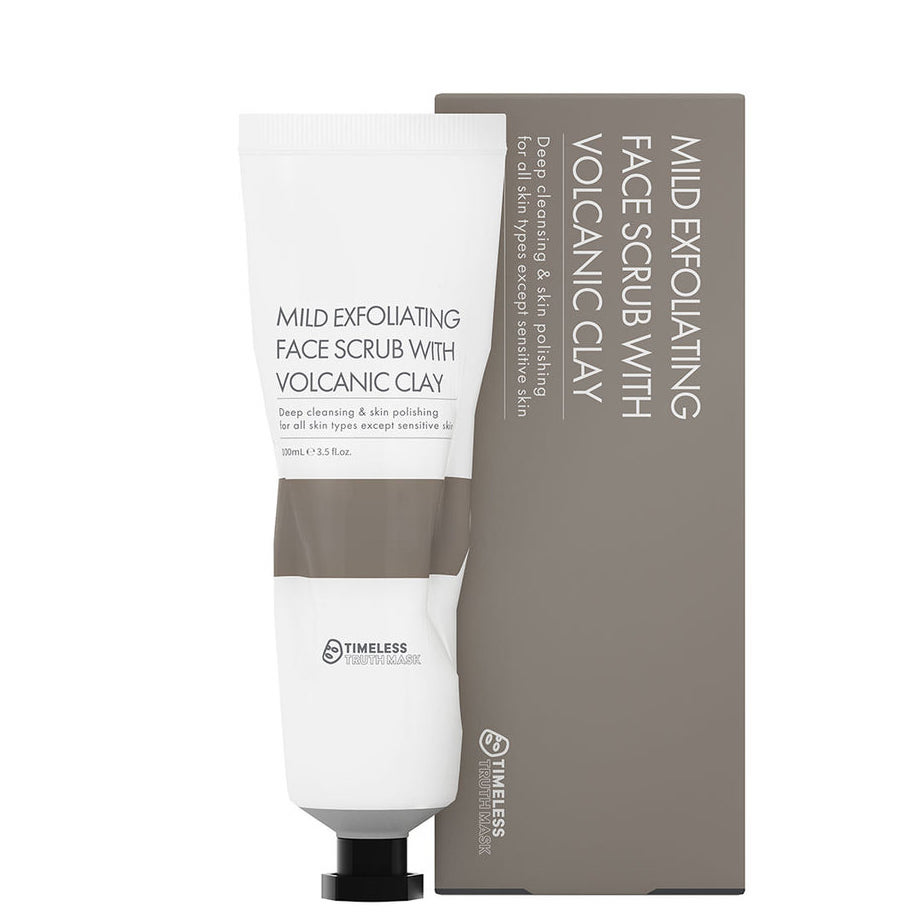 MILD EXFOLIATING
FACE SCRUB WITH
VOLCANIC CLAY
Deep cleansing & skin polishing
for all skin types except sensitive skin
100mL ℮ 3.5 fl.oz.
TIMELESS
TRUTH MASK
MILD EXFOLIATING
FACE SCRUB WITH
VOLCANIC CLAY
Deep cleansing & skin polishing
for all skin types except sensitive skin
TIMELESS
TRUTH MASK